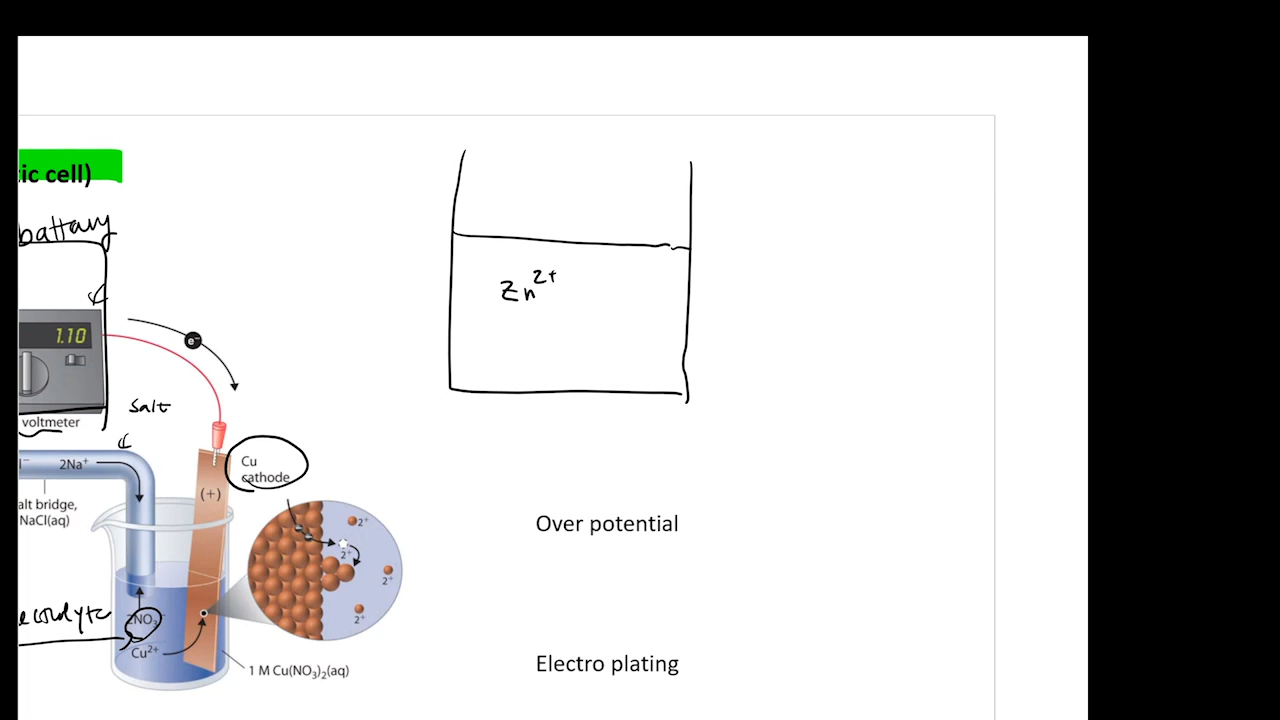 ic cell)
battary
1.10
e⁻
voltmeter
Salt
2Na⁺
alt bridge,
NaCl(aq)
Cu
cathode
(+)
2+
2+
2+
2+
2NO₃⁻
Cu²⁺
1 M Cu(NO₃)₂(aq)
Zn²⁺
Over potential
Electro plating